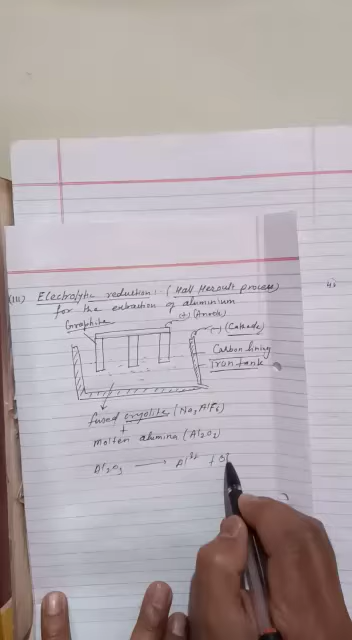 (III) Electrolytic reduction: (Hall Heroult process)
for the extraction of aluminium
Graphite
(+) (Anode)
(-) (Cathode)
Carbon lining
Iron tank
fused cryolite (Na3AlF6)
+
Molten alumina (Al2O3)
Al2O3 → Al3+ +